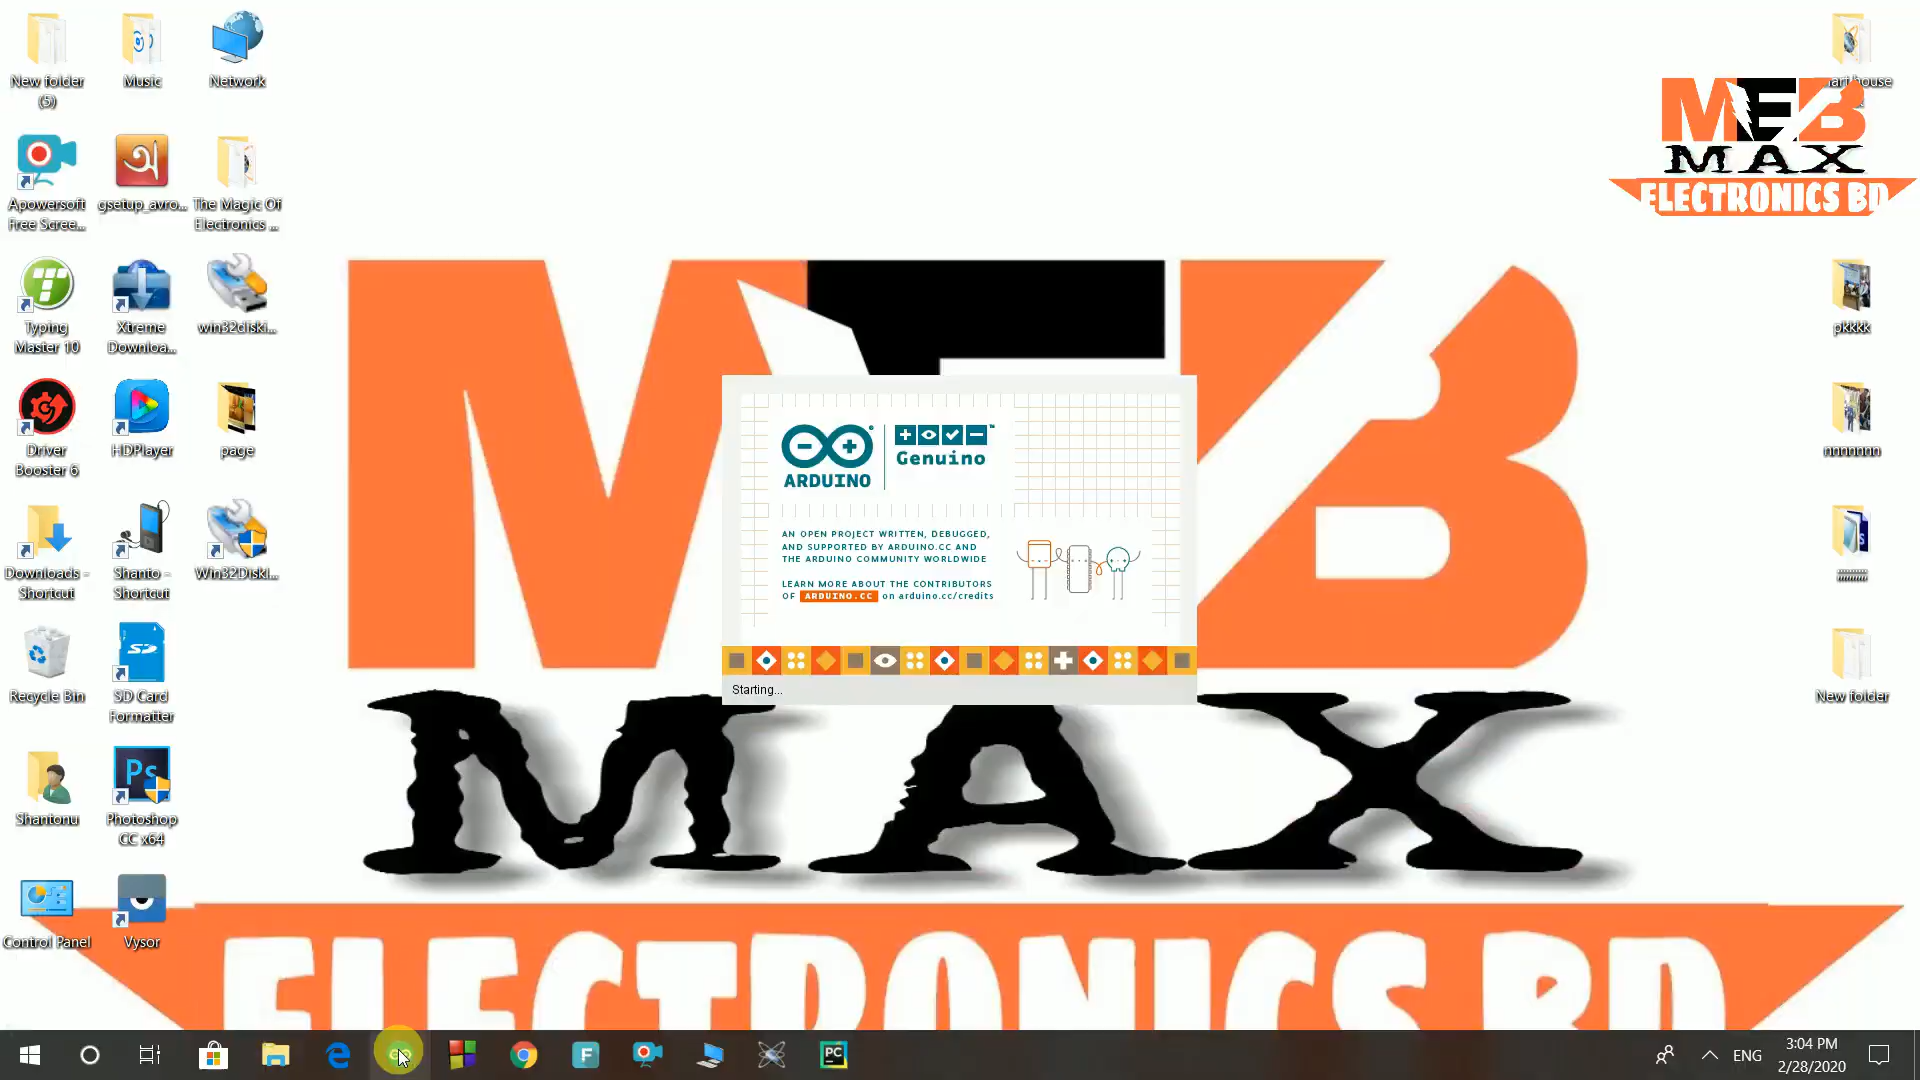 New folder
(5)
Music
Network
Apowersoft
Free Scree...
gsetup_avro...
The Magic Of
Electronics ...
Typing
Master 10
Xtreme
Downloa...
win32diski...
Driver
Booster 6
HDPlayer
page
Downloads -
Shortcut
Shanto -
Shortcut
Win32Diski...
Recycle Bin
SD Card
Formatter
Shantonu
Photoshop
CC x64
Control Panel
Vysor
MEB
MAX
ELECTRONICS BD
ARDUINO
Genuino
AN OPEN PROJECT WRITTEN, DEBUGGED,
AND SUPPORTED BY ARDUINO.CC AND
THE ARDUINO COMMUNITY WORLDWIDE
LEARN MORE ABOUT THE CONTRIBUTORS
OF ARDUINO.CC on arduino.cc/credits
Starting...
house
MEB
MAX
ELECTRONICS BD
pkkkk
nnnnnnn
New folder
ENG
3:04 PM
2/28/2020